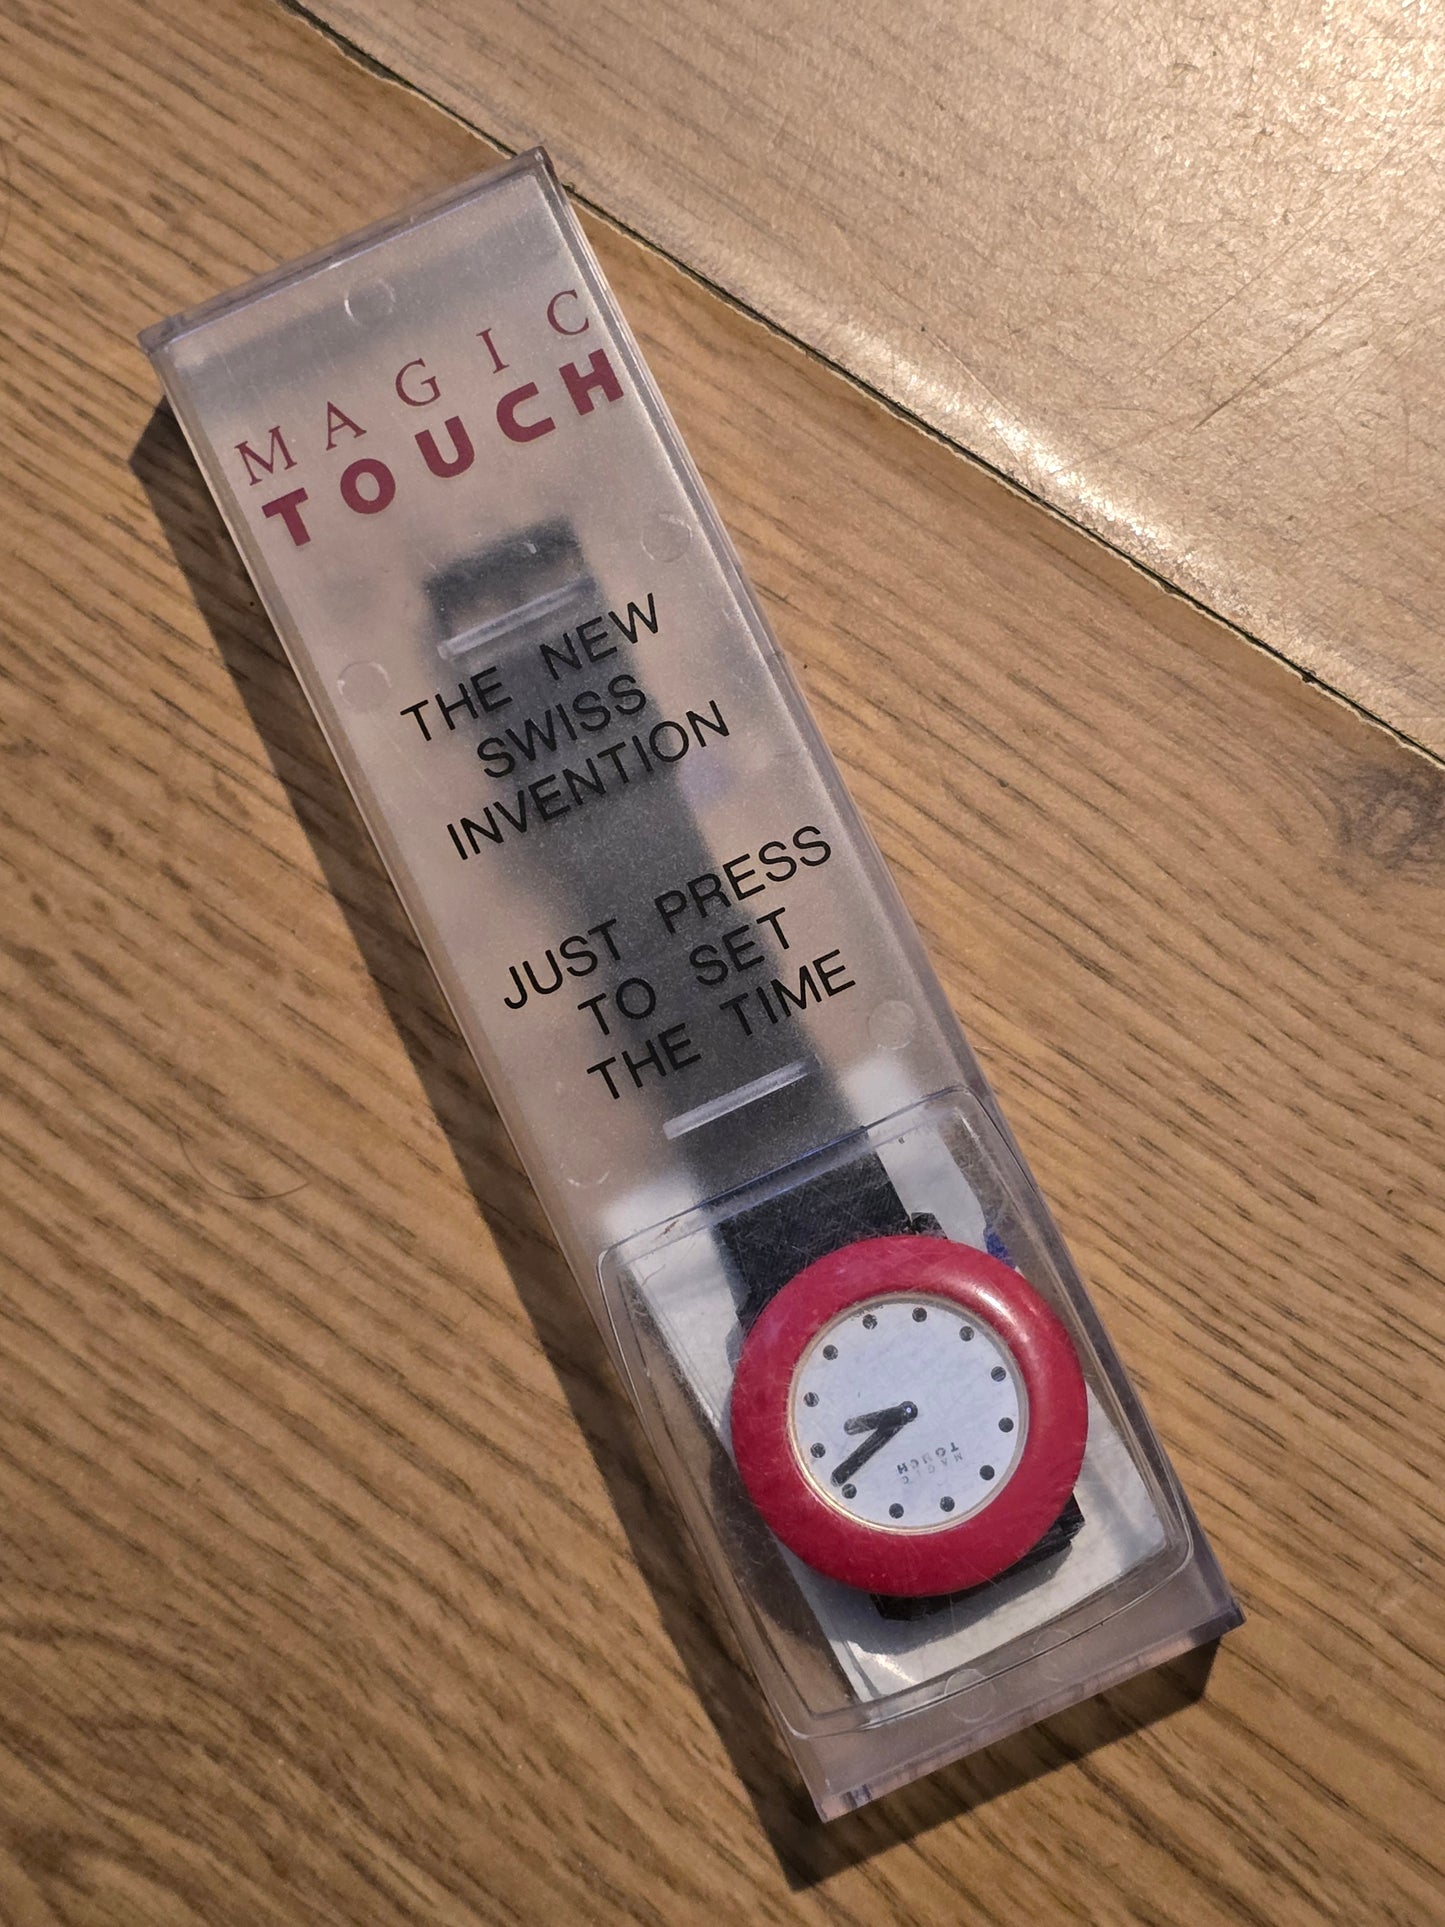 MAGIC
TOUCH
THE NEW
SWISS
INVENTION
JUST PRESS
TO SET
THE TIME
MAGIC
TOUCH